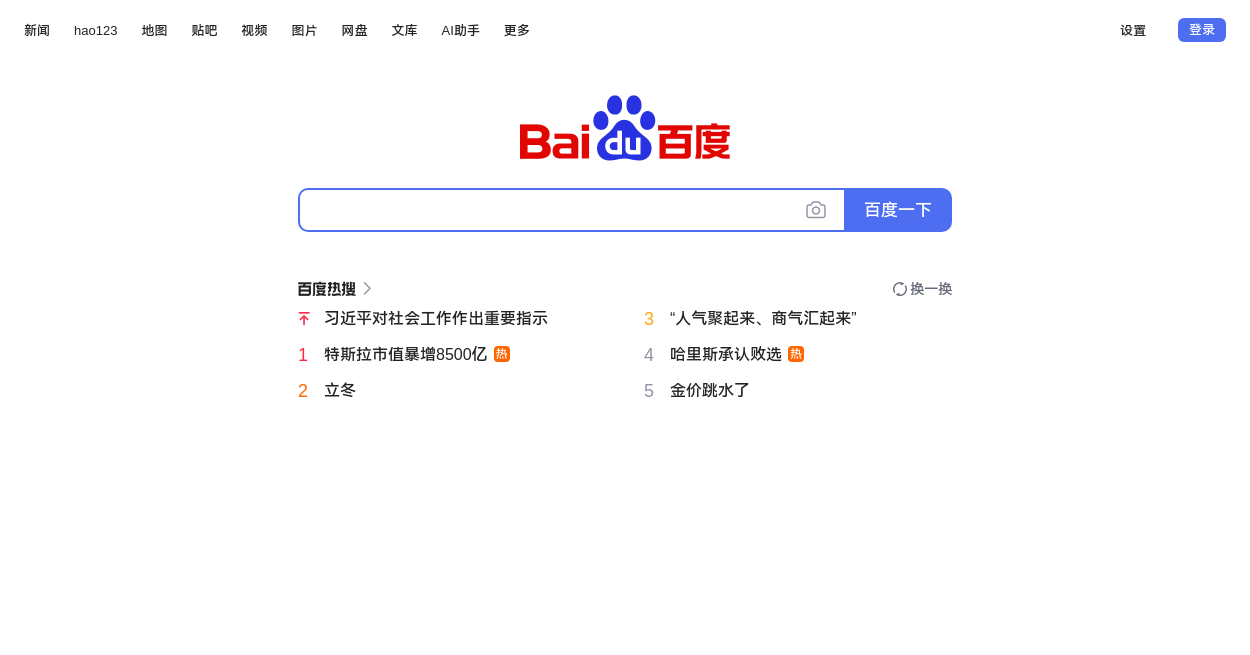 新闻 hao123 地图 贴吧 视频 图片 网盘 文库 AI助手 更多 设置 登录
Bai du 百度
百度一下
百度热搜 换一换
习近平对社会工作作出重要指示
3 “人气聚起来、商气汇起来”
1 特斯拉市值暴增8500亿 热
4 哈里斯承认败选 热
2 立冬
5 金价跳水了